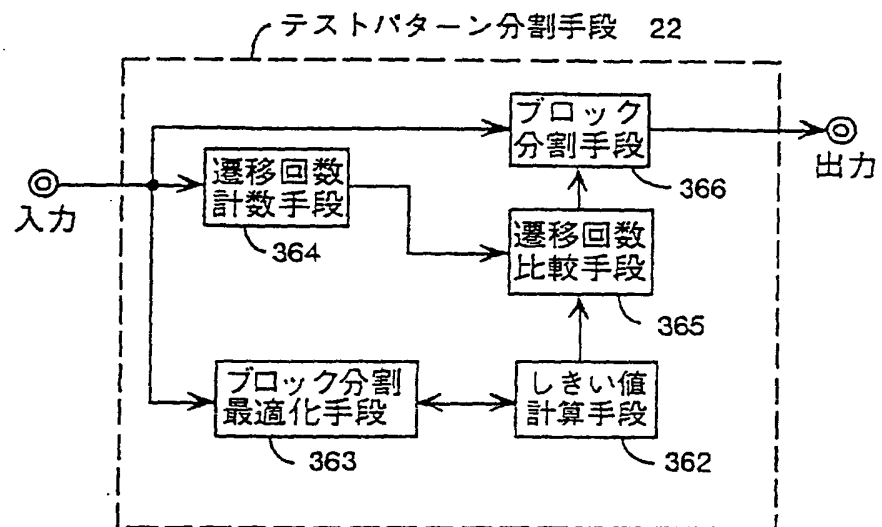 テストパターン分割手段 22
ブロック
分割手段
366
出力
入力
遷移回数
計数手段
364
遷移回数
比較手段
365
ブロック分割
最適化手段
363
しきい値
計算手段
362